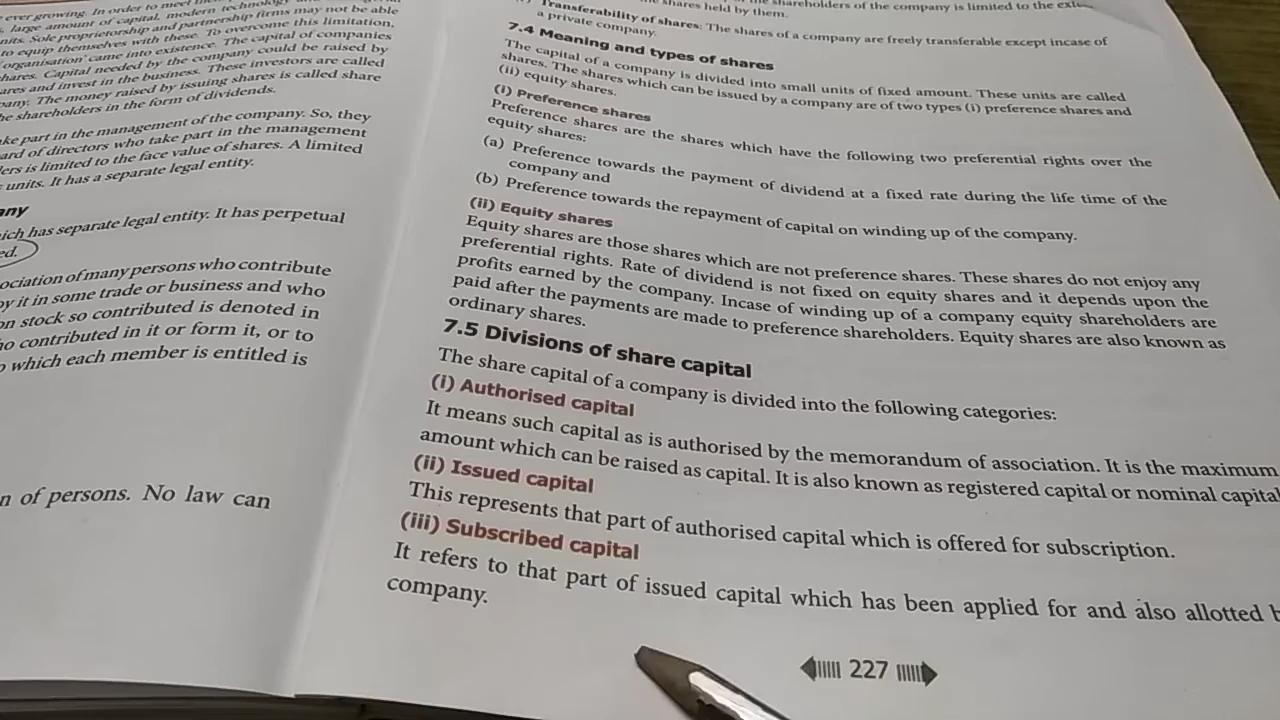 ever growing. In order to meet
large amount of capital, modern technology
nits. Sole proprietorship and partnership firms may not be able
to equip themselves with these. To overcome this limitation,
organisation' came into existence. The capital of companies
hares. Capital needed by the company could be raised by
ares and invest in the business. These investors are called
pany. The money raised by issuing shares is called share
he shareholders in the form of dividends.
ke part in the management of the company. So, they
ard of directors who take part in the management
ers is limited to the face value of shares. A limited
units. It has a separate legal entity.
any
ich has separate legal entity. It has perpetual
ed.
ociation of many persons who contribute
by it in some trade or business and who
on stock so contributed is denoted in
o contributed in it or form it, or to
which each member is entitled is
n of persons. No law can
shareholders of the company is limited to the
shares held by them.
Transferability of shares: The shares of a company are freely transferable except incase of
a private company.
7.4 Meaning and types of shares
The capital of a company is divided into small units of fixed amount. These units are called
shares. The shares which can be issued by a company are of two types (i) preference shares and
(ii) equity shares.
(i) Preference shares
Preference shares are the shares which have the following two preferential rights over the
equity shares:
(a) Preference towards the payment of dividend at a fixed rate during the life time of the
company and
(b) Preference towards the repayment of capital on winding up of the company.
(ii) Equity shares
Equity shares are those shares which are not preference shares. These shares do not enjoy any
preferential rights. Rate of dividend is not fixed on equity shares and it depends upon the
profits earned by the company. Incase of winding up of a company equity shareholders are
paid after the payments are made to preference shareholders. Equity shares are also known as
ordinary shares.
7.5 Divisions of share capital
The share capital of a company is divided into the following categories:
(i) Authorised capital
It means such capital as is authorised by the memorandum of association. It is the maximum
amount which can be raised as capital. It is also known as registered capital or nominal capital
(ii) Issued capital
This represents that part of authorised capital which is offered for subscription.
(iii) Subscribed capital
It refers to that part of issued capital which has been applied for and also allotted
company.
227